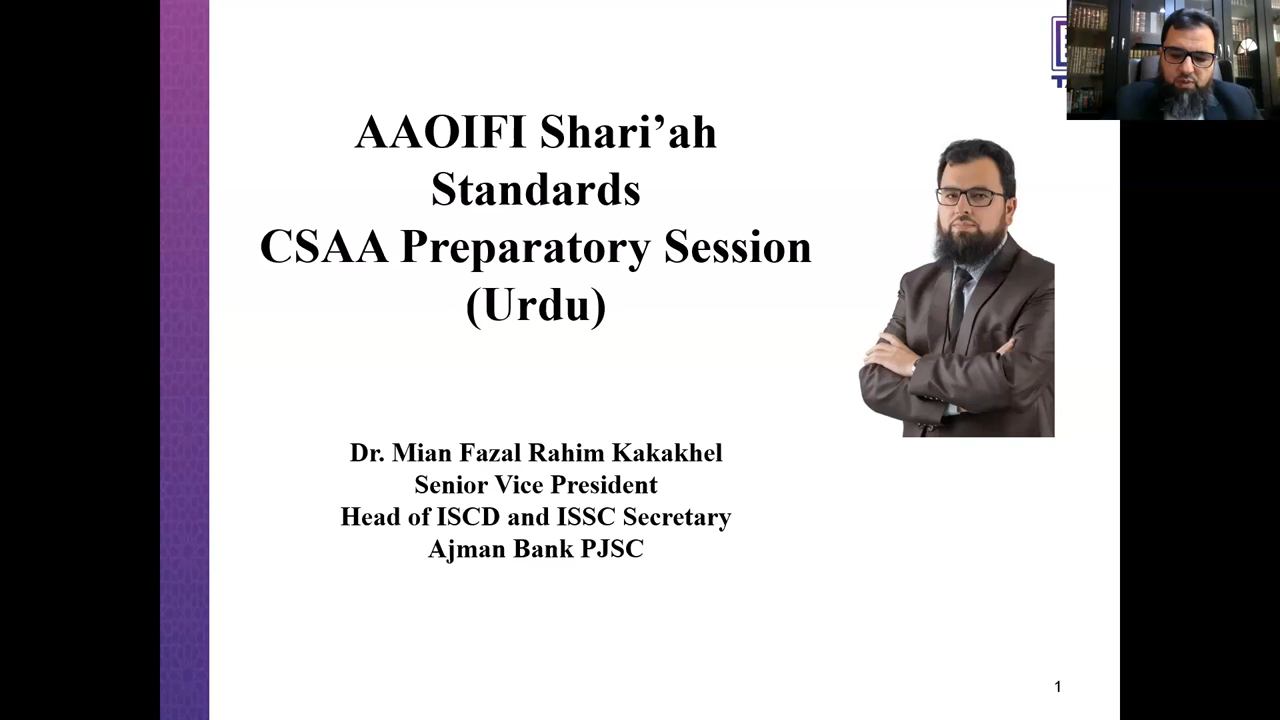 AAOIFI Shari’ah
Standards
CSAA Preparatory Session
(Urdu)
Dr. Mian Fazal Rahim Kakakhel
Senior Vice President
Head of ISCD and ISSC Secretary
Ajman Bank PJSC
1